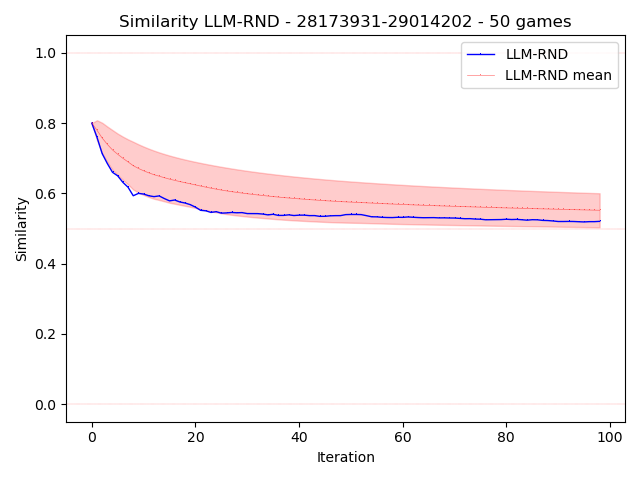 Similarity LLM-RND - 28173931-29014202 - 50 games
LLM-RND
LLM-RND mean
1.0
0.8
0.6
0.4
0.2
0.0
Similarity
0 20 40 60 80 100
Iteration